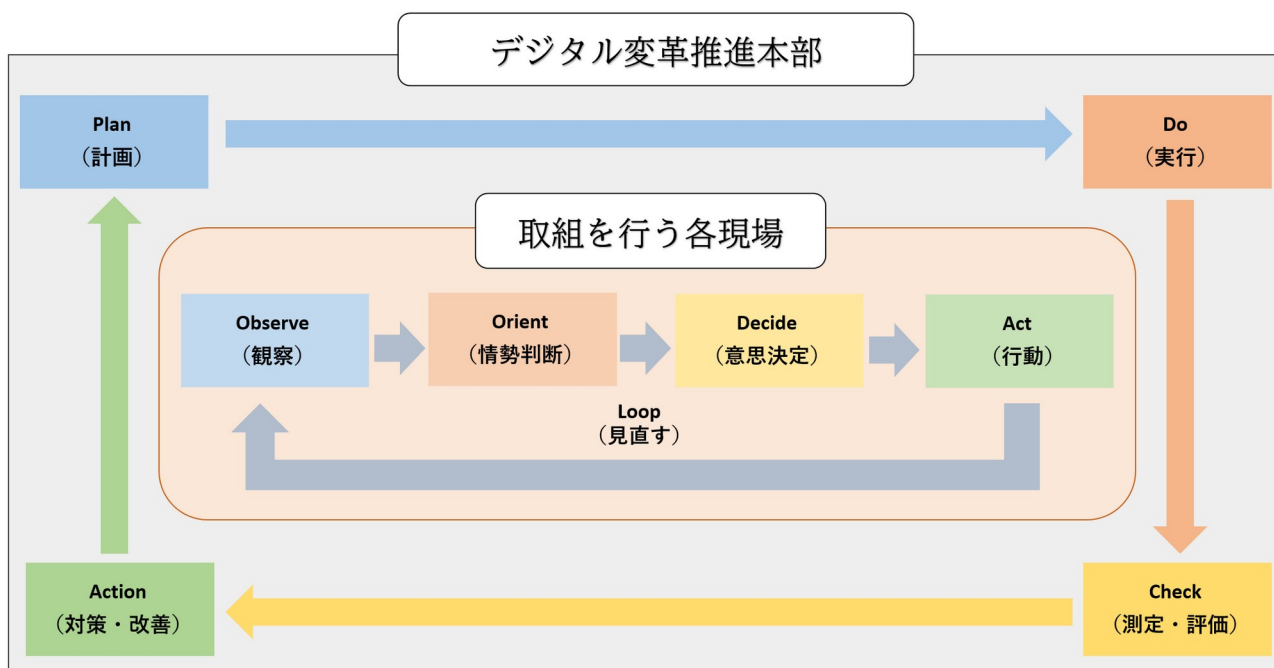 デジタル変革推進本部
Plan
（計画）
Do
（実行）
取組を行う各現場
Observe
（観察）
Orient
（情勢判断）
Decide
（意思決定）
Act
（行動）
Loop
（見直す）
Action
（対策・改善）
Check
（測定・評価）